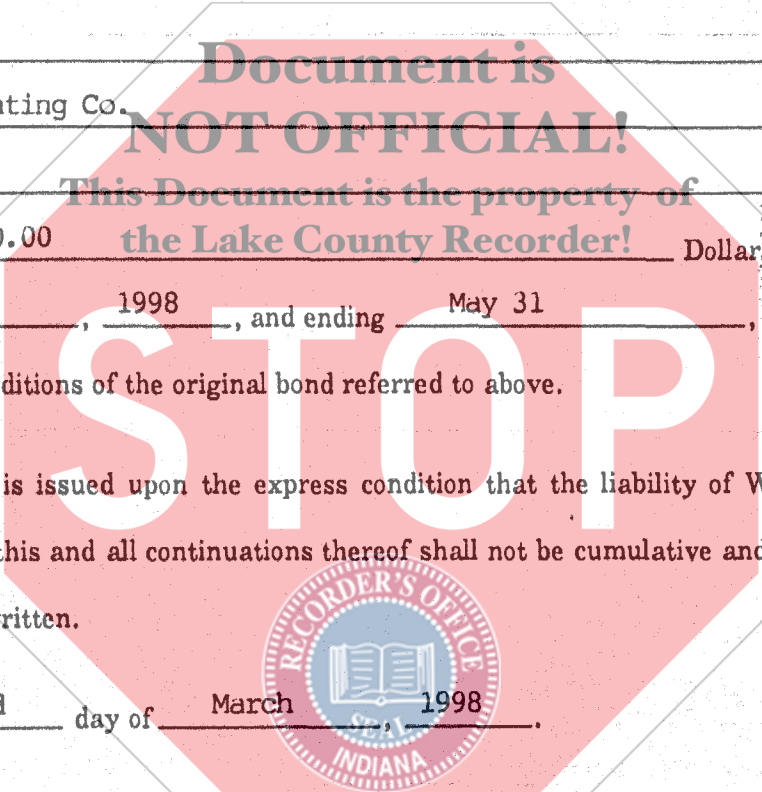 Document is
ating Co.
NOT OFFICIAL!
This Document is the property of
0.00 the Lake County Recorder! Dollar
, 1998 , and ending May 31 ,
STOP
ditions of the original bond referred to above.
is issued upon the express condition that the liability of W
this and all continuations thereof shall not be cumulative and
ritten.
RECORDER'S OFFICE
d day of March , 1998 .
SEAL
INDIANA